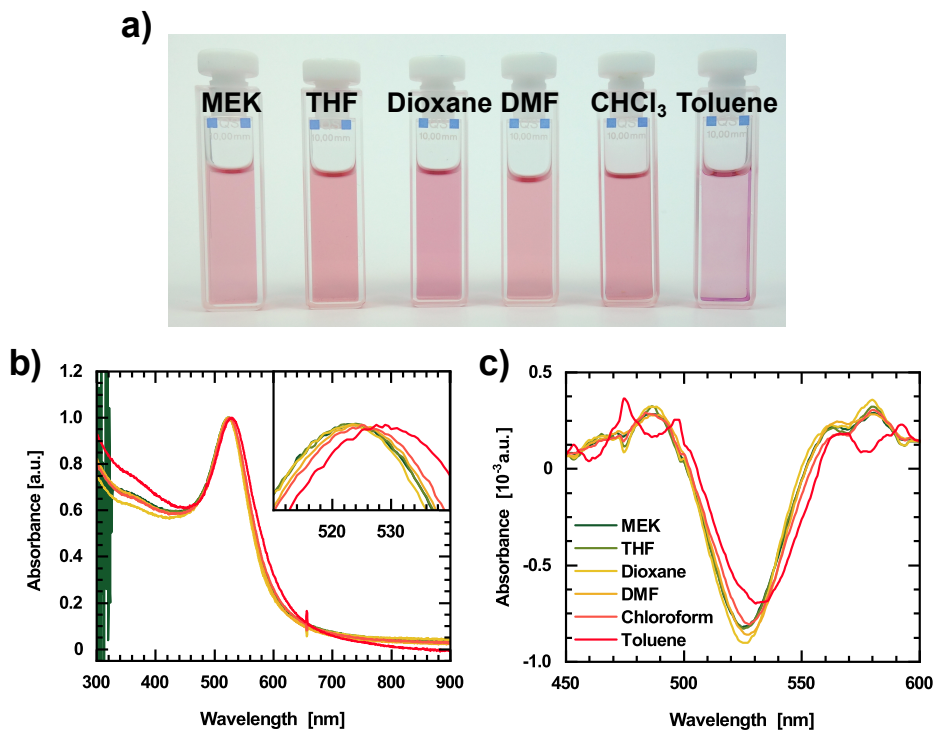 a)
MEK THF Dioxane DMF CHCl₃ Toluene
10,00mm
10,00mm
10,00mm
10,00mm
10,00mm
b)
1.2
1.0
0.8
0.6
0.4
0.2
0
Absorbance [a.u.]
300 400 500 600 700 800 900
Wavelength [nm]
520 530
c)
0.5
0
-0.5
-1.0
Absorbance [10⁻³a.u.]
MEK
THF
Dioxane
DMF
Chloroform
Toluene
450 500 550 600
Wavelength [nm]